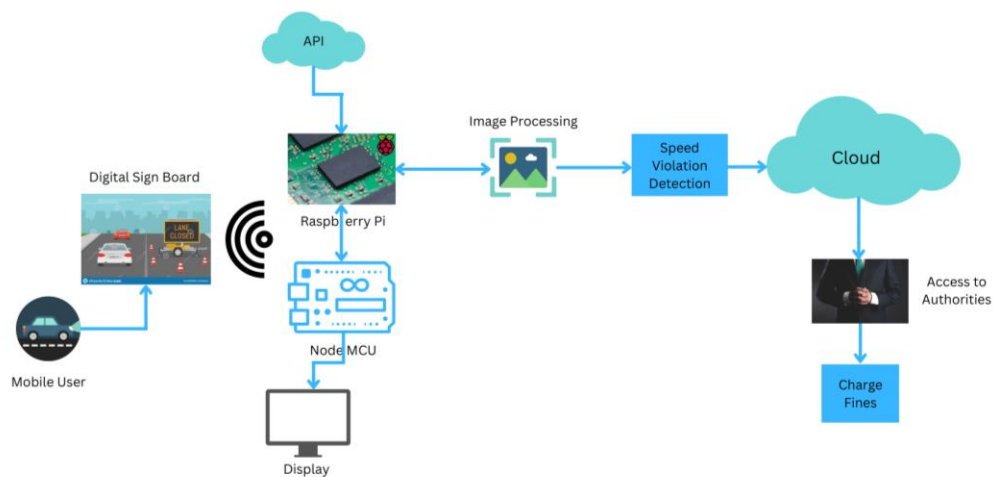 API
Image Processing
Speed
Violation
Detection
Cloud
Digital Sign Board
LANE
CLOSED
Raspberry Pi
Access to
Authorities
Node MCU
Mobile User
Charge
Fines
Display